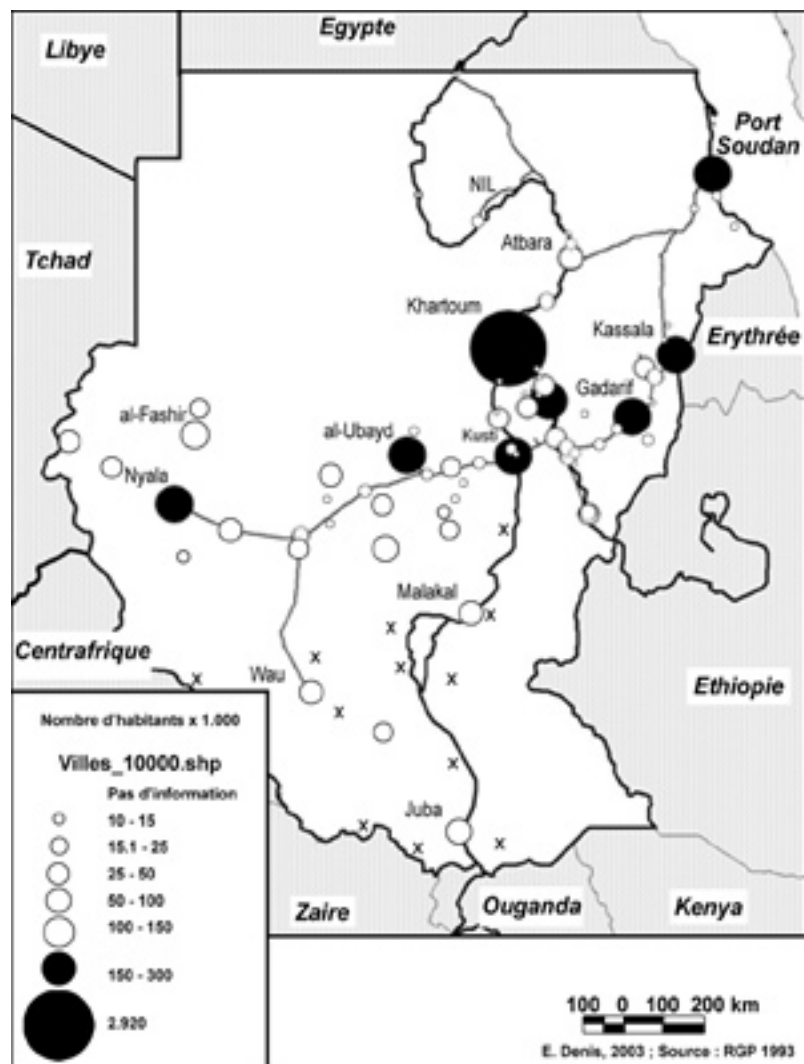 Egypte
Libye
Port
Soudan
NIL
Tchad
Atbara
Khartoum
Kassala
Erythrée
Gadarif
al-Fashir
al-Ubayd
Kusti
Nyala
Malakal
Centrafrique
Wau
Ethiopie
Juba
Zaire
Ouganda
Kenya
Nombre d'habitants x 1.000
Villes_10000.shp
Pas d'information
10 - 15
15.1 - 25
25 - 50
50 - 100
100 - 150
150 - 300
2.920
100 0 100 200 km
E. Denis, 2003 ; Source : RGP 1993